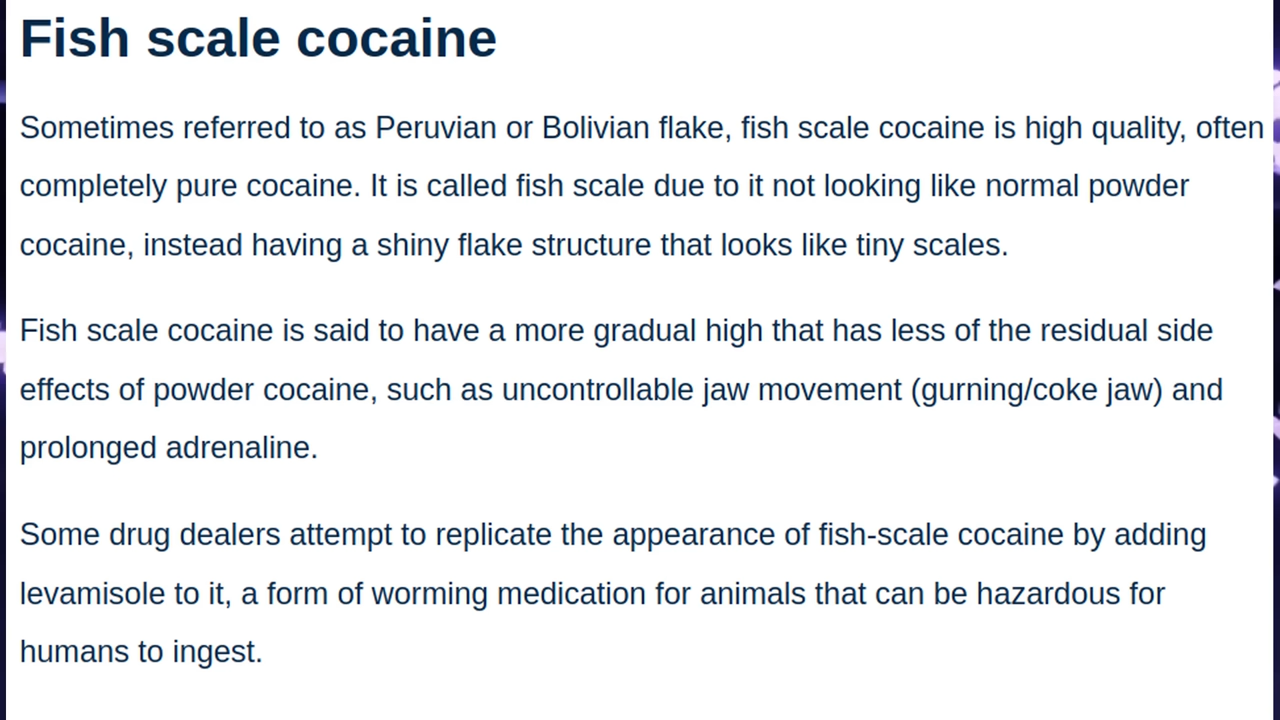 Fish scale cocaine
Sometimes referred to as Peruvian or Bolivian flake, fish scale cocaine is high quality, often
completely pure cocaine. It is called fish scale due to it not looking like normal powder
cocaine, instead having a shiny flake structure that looks like tiny scales.
Fish scale cocaine is said to have a more gradual high that has less of the residual side
effects of powder cocaine, such as uncontrollable jaw movement (gurning/coke jaw) and
prolonged adrenaline.
Some drug dealers attempt to replicate the appearance of fish-scale cocaine by adding
levamisole to it, a form of worming medication for animals that can be hazardous for
humans to ingest.